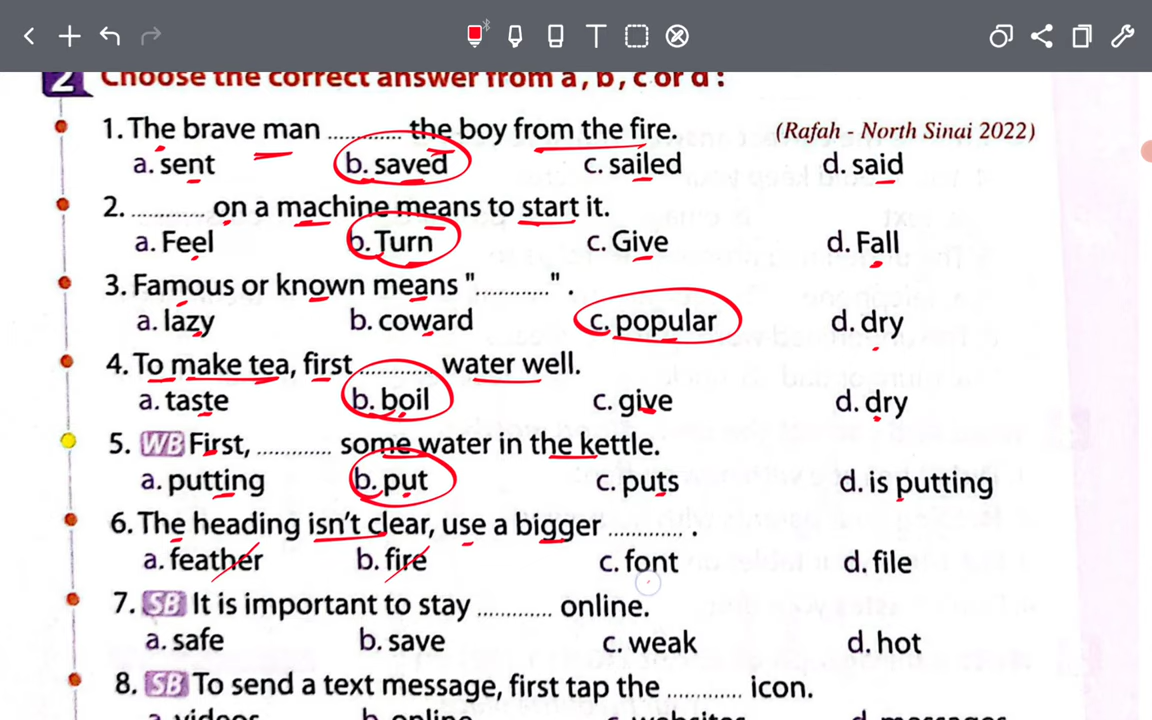 2 Choose the correct answer from a, b, c or d :
1. The brave man ............ the boy from the fire. (Rafah - North Sinai 2022)
a. sent b. saved c. sailed d. said
2. ............ on a machine means to start it.
a. Feel b. Turn c. Give d. Fall
3. Famous or known means "............" .
a. lazy b. coward c. popular d. dry
4. To make tea, first ............ water well.
a. taste b. boil c. give d. dry
5. WB First, ............ some water in the kettle.
a. putting b. put c. puts d. is putting
6. The heading isn't clear, use a bigger ............ .
a. feather b. fire c. font d. file
7. SB It is important to stay ............ online.
a. safe b. save c. weak d. hot
8. SB To send a text message, first tap the ............ icon.
a. videos b. online c. websites d. messages